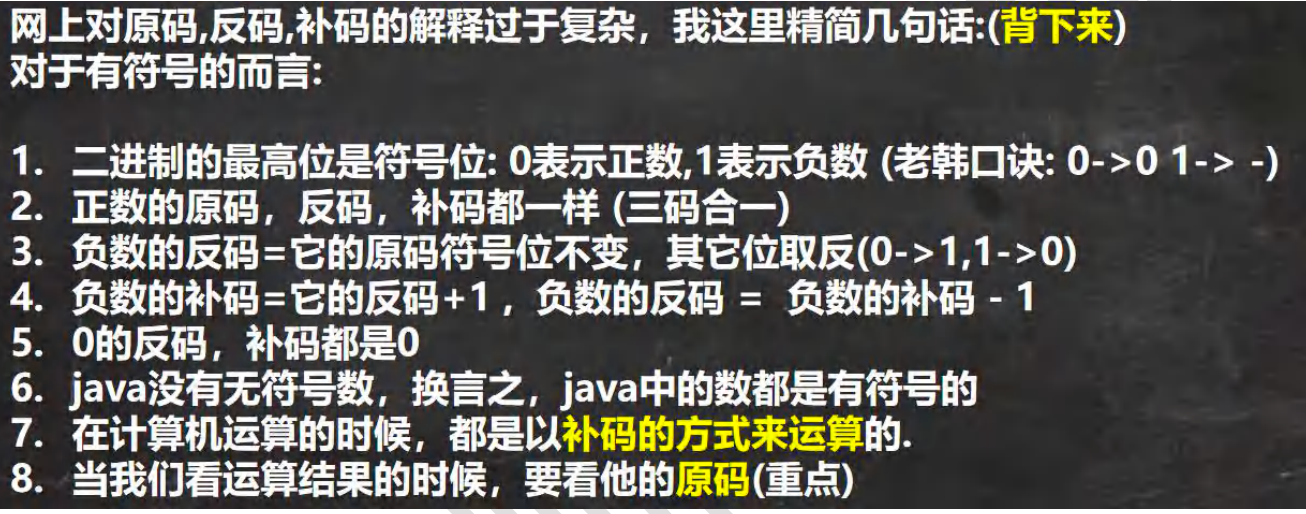 网上对原码,反码,补码的解释过于复杂，我这里精简几句话:(背下来)
对于有符号的而言:
1. 二进制的最高位是符号位: 0表示正数,1表示负数 (老韩口诀: 0->0 1-> -)
2. 正数的原码，反码，补码都一样 (三码合一)
3. 负数的反码=它的原码符号位不变，其它位取反(0->1,1->0)
4. 负数的补码=它的反码+1，负数的反码 = 负数的补码 - 1
5. 0的反码，补码都是0
6. java没有无符号数，换言之，java中的数都是有符号的
7. 在计算机运算的时候，都是以补码的方式来运算的.
8. 当我们看运算结果的时候，要看他的原码(重点)